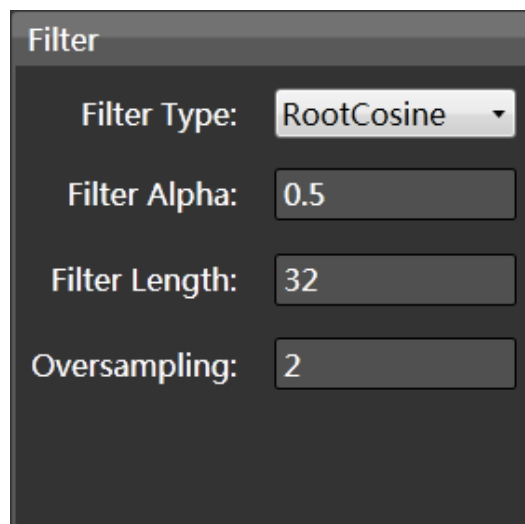 Filter
Filter Type: RootCosine
Filter Alpha: 0.5
Filter Length: 32
Oversampling: 2